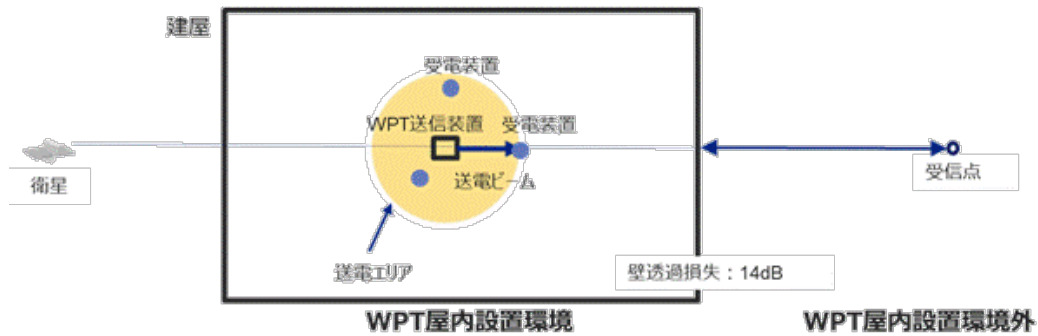 建屋
受電装置
WPT送信装置
受電装置
衛星
送電ビーム
受信点
送電エリア
壁透過損失：14dB
WPT屋内設置環境
WPT屋内設置環境外